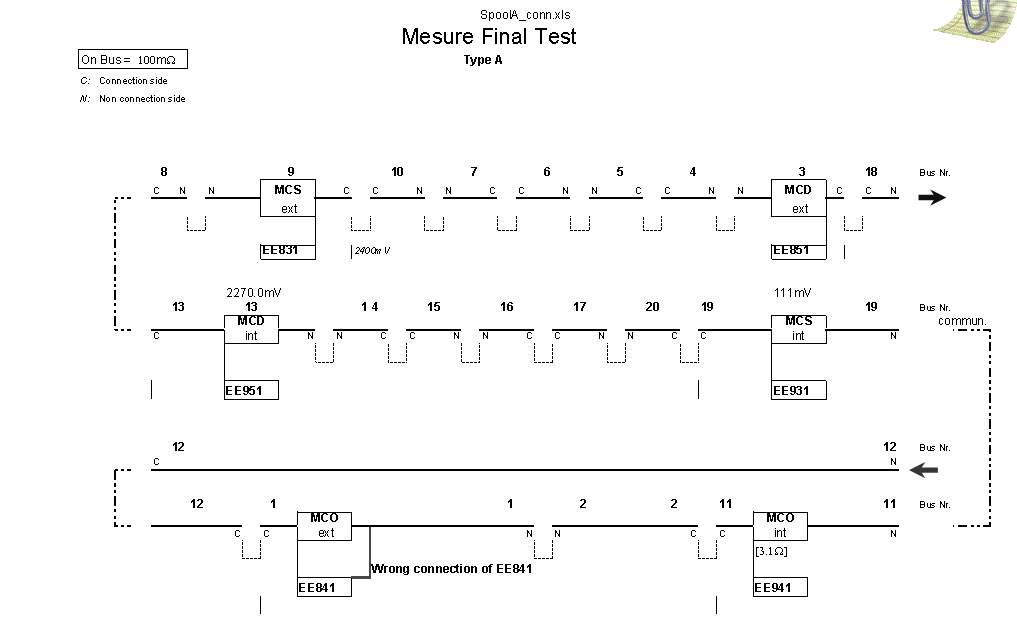 SpoolA_conn.xls
Mesure Final Test
Type A
On Bus = 100mΩ
C: Connection side
N: Non connection side
8 9 10 7 6 5 4 3 18 Bus Nr.
C N N MCS C C N N C C N N C C N N MCD C C N
ext ext
EE831 2400mV EE851
2270.0mV 111mV
13 13 1 4 15 16 17 20 19 19 Bus Nr.
MCD MCS commun.
C int N N C C N N C C N N C C int N
EE951 EE931
12 12 Bus Nr.
C N
12 1 1 2 2 11 11 Bus Nr.
MCO MCO
C C ext N N C C int N
[3.1Ω]
Wrong connection of EE841
EE841 EE941